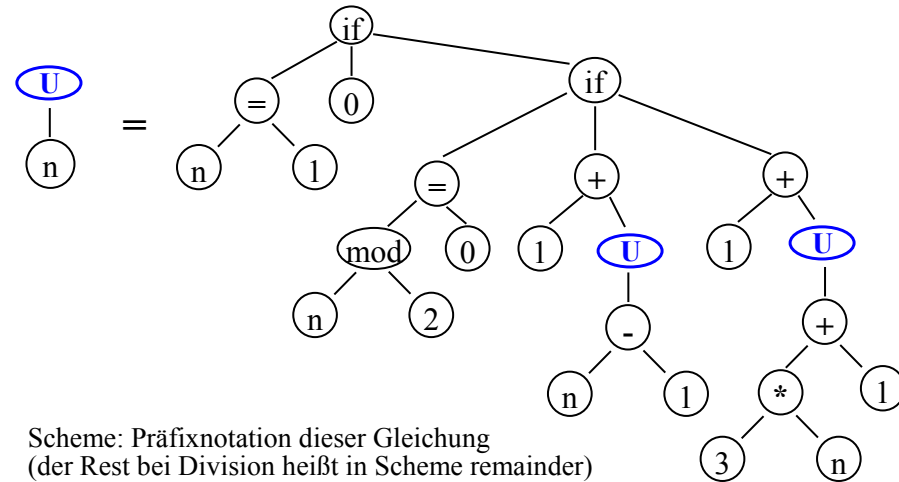 if
U = = 0 if
n n 1 = + +
mod 0 1 U 1 U
n 2 - +
n 1 * 1
3 n
Scheme: Präfixnotation dieser Gleichung
(der Rest bei Division heißt in Scheme remainder)